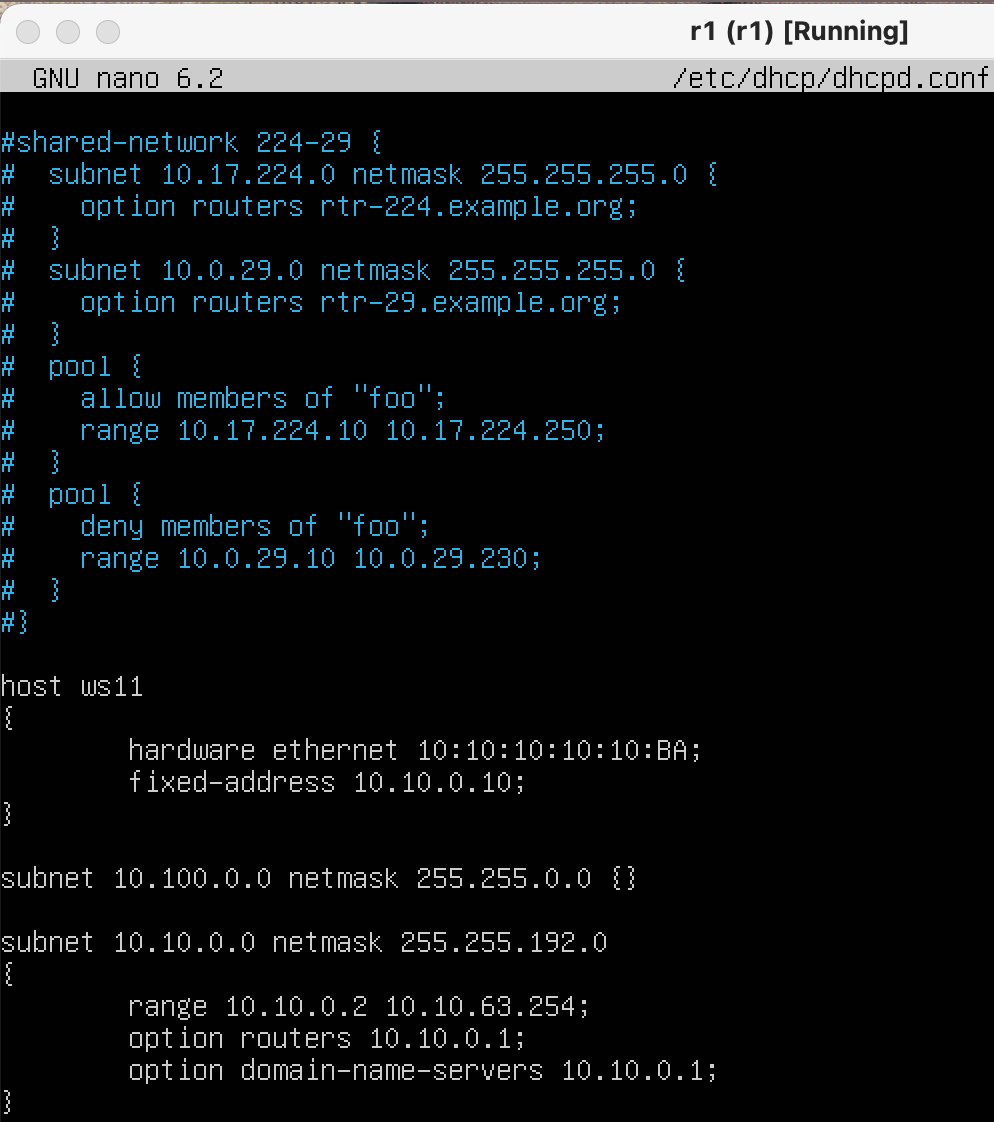 r1 (r1) [Running]
GNU nano 6.2 /etc/dhcp/dhcpd.conf
#shared-network 224-29 {
#  subnet 10.17.224.0 netmask 255.255.255.0 {
#    option routers rtr-224.example.org;
#  }
#  subnet 10.0.29.0 netmask 255.255.255.0 {
#    option routers rtr-29.example.org;
#  }
#  pool {
#    allow members of "foo";
#    range 10.17.224.10 10.17.224.250;
#  }
#  pool {
#    deny members of "foo";
#    range 10.0.29.10 10.0.29.230;
#  }
#}
host ws11
{
        hardware ethernet 10:10:10:10:10:BA;
        fixed-address 10.10.0.10;
}
subnet 10.100.0.0 netmask 255.255.0.0 {}
subnet 10.10.0.0 netmask 255.255.192.0
{
        range 10.10.0.2 10.10.63.254;
        option routers 10.10.0.1;
        option domain-name-servers 10.10.0.1;
}